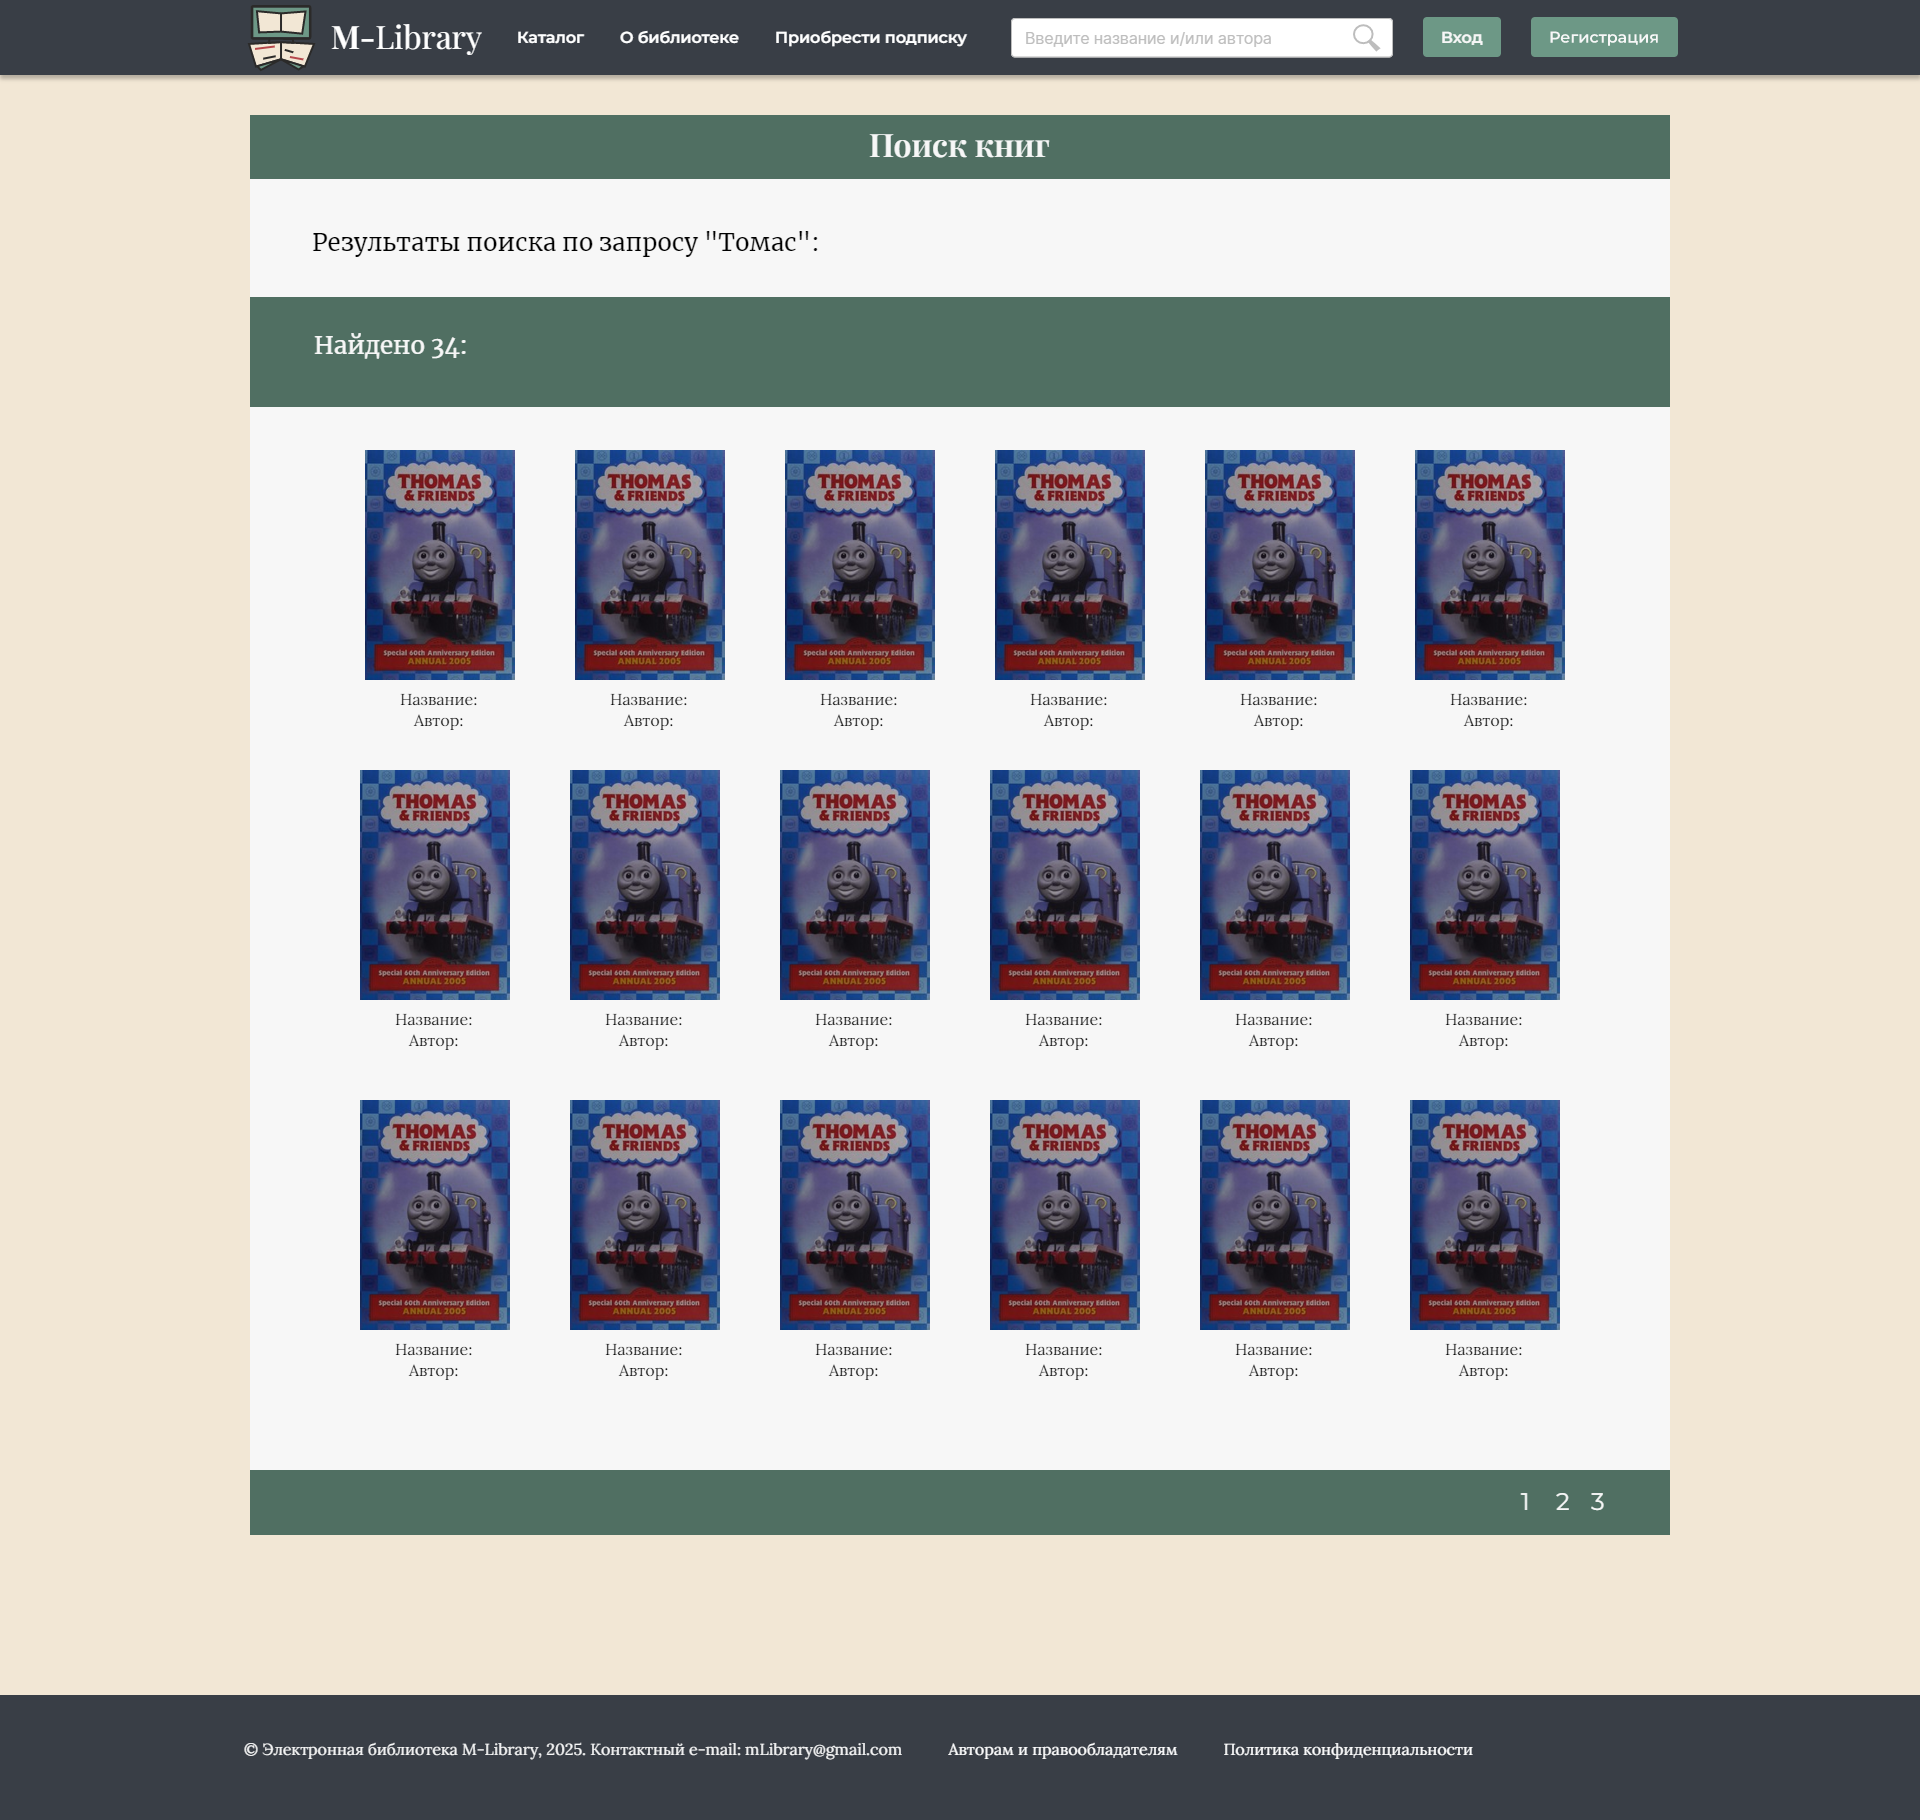 M-Library Каталог О библиотеке Приобрести подписку Введите название и/или автора Вход Регистрация
Поиск книг
Результаты поиска по запросу "Томас":
Найдено 34:
THOMAS THOMAS THOMAS THOMAS THOMAS THOMAS
& FRIENDS & FRIENDS & FRIENDS & FRIENDS & FRIENDS & FRIENDS
Special 60th Anniversary Edition Special 60th Anniversary Edition Special 60th Anniversary Edition Special 60th Anniversary Edition Special 60th Anniversary Edition Special 60th Anniversary Edition
ANNUAL 2005 ANNUAL 2005 ANNUAL 2005 ANNUAL 2005 ANNUAL 2005 ANNUAL 2005
Название: Название: Название: Название: Название: Название:
Автор: Автор: Автор: Автор: Автор: Автор:
THOMAS THOMAS THOMAS THOMAS THOMAS THOMAS
& FRIENDS & FRIENDS & FRIENDS & FRIENDS & FRIENDS & FRIENDS
Special 60th Anniversary Edition Special 60th Anniversary Edition Special 60th Anniversary Edition Special 60th Anniversary Edition Special 60th Anniversary Edition Special 60th Anniversary Edition
ANNUAL 2005 ANNUAL 2005 ANNUAL 2005 ANNUAL 2005 ANNUAL 2005 ANNUAL 2005
Название: Название: Название: Название: Название: Название:
Автор: Автор: Автор: Автор: Автор: Автор:
THOMAS THOMAS THOMAS THOMAS THOMAS THOMAS
& FRIENDS & FRIENDS & FRIENDS & FRIENDS & FRIENDS & FRIENDS
Special 60th Anniversary Edition Special 60th Anniversary Edition Special 60th Anniversary Edition Special 60th Anniversary Edition Special 60th Anniversary Edition Special 60th Anniversary Edition
ANNUAL 2005 ANNUAL 2005 ANNUAL 2005 ANNUAL 2005 ANNUAL 2005 ANNUAL 2005
Название: Название: Название: Название: Название: Название:
Автор: Автор: Автор: Автор: Автор: Автор:
1 2 3
© Электронная библиотека M-Library, 2025. Контактный e-mail: mLibrary@gmail.com Авторам и правообладателям Политика конфиденциальности